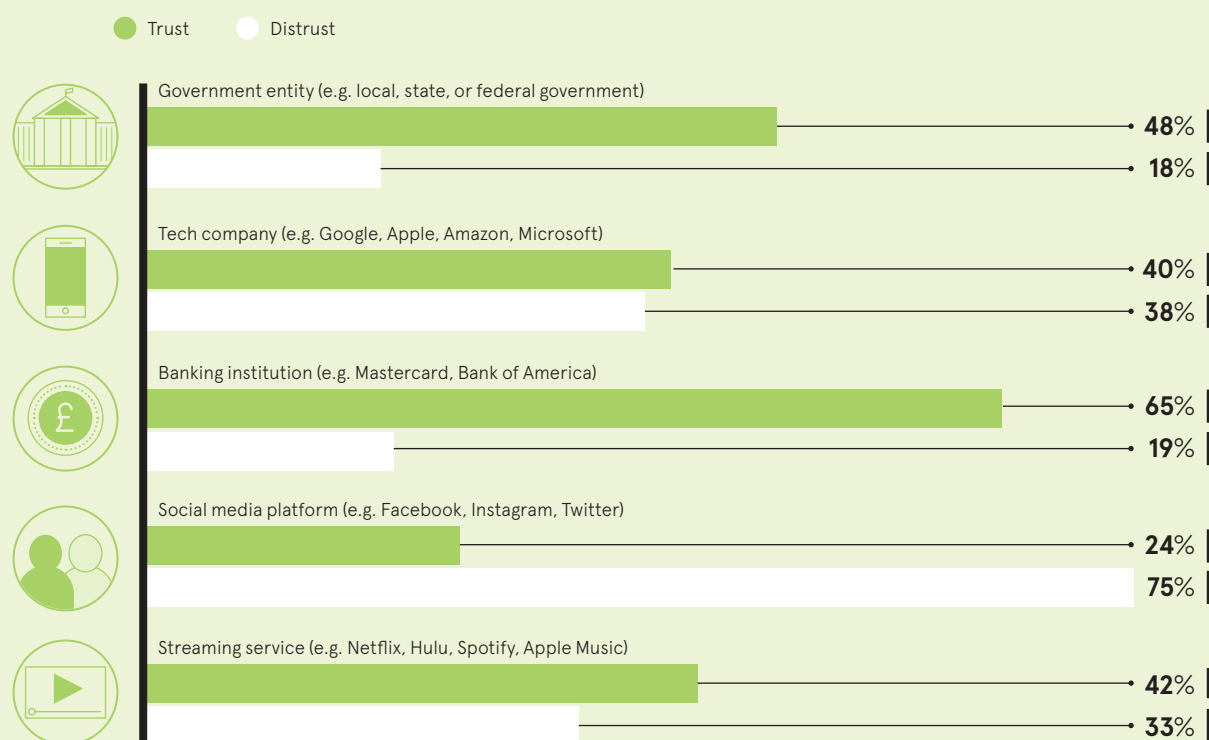 Trust Distrust
Government entity (e.g. local, state, or federal government)
48%
18%
Tech company (e.g. Google, Apple, Amazon, Microsoft)
40%
38%
Banking institution (e.g. Mastercard, Bank of America)
£
65%
19%
Social media platform (e.g. Facebook, Instagram, Twitter)
24%
75%
Streaming service (e.g. Netflix, Hulu, Spotify, Apple Music)
42%
33%